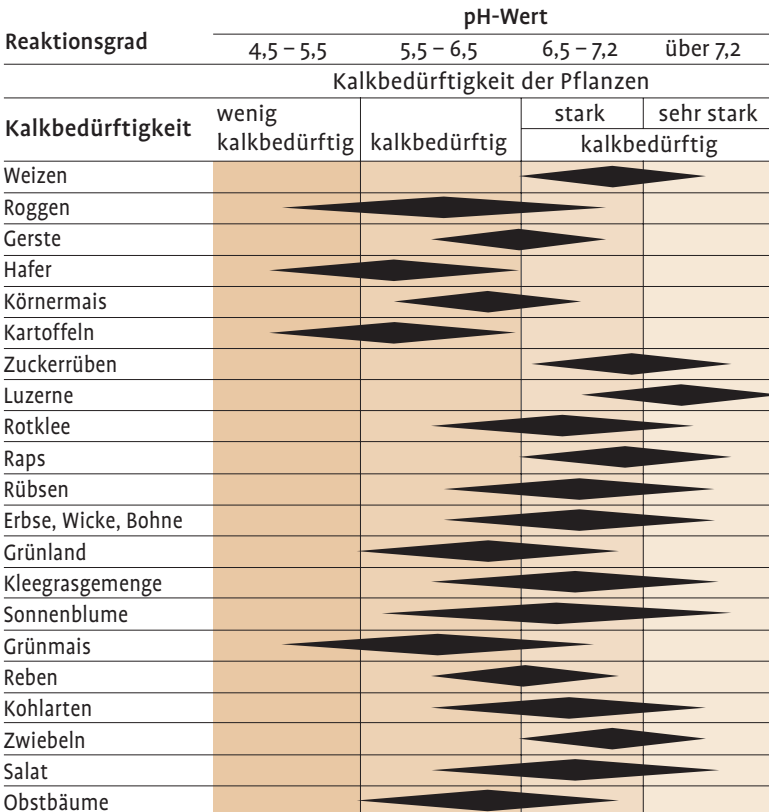 pH-Wert
Reaktionsgrad
4,5 – 5,5 5,5 – 6,5 6,5 – 7,2 über 7,2
Kalkbedürftigkeit der Pflanzen
Kalkbedürftigkeit
wenig
kalkbedürftig
kalkbedürftig
stark sehr stark
kalkbedürftig
Weizen
Roggen
Gerste
Hafer
Körnermais
Kartoffeln
Zuckerrüben
Luzerne
Rotklee
Raps
Rübsen
Erbse, Wicke, Bohne
Grünland
Kleegrasgemenge
Sonnenblume
Grünmais
Reben
Kohlarten
Zwiebeln
Salat
Obstbäume